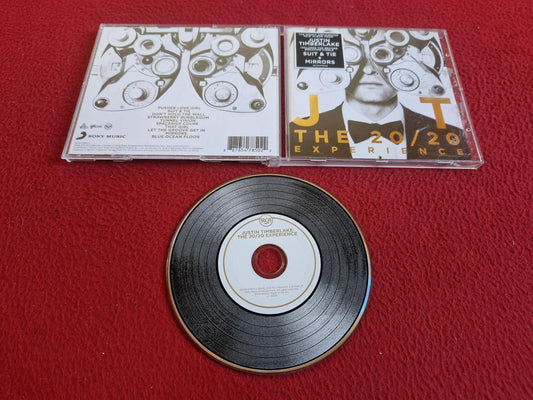 PUSHER LOVE GIRL
SUIT & TIE
DON'T HOLD THE WALL
STRAWBERRY BUBBLEGUM
TUNNEL VISION
SPACESHIP COUPE
THAT GIRL
LET THE GROOVE GET IN
MIRRORS
BLUE OCEAN FLOOR
SONY MUSIC
JUSTIN
TIMBERLAKE
SUIT & TIE
MIRRORS
J T
THE 20/20
EXPERIENCE
RCA
JUSTIN TIMBERLAKE
THE 20/20 EXPERIENCE